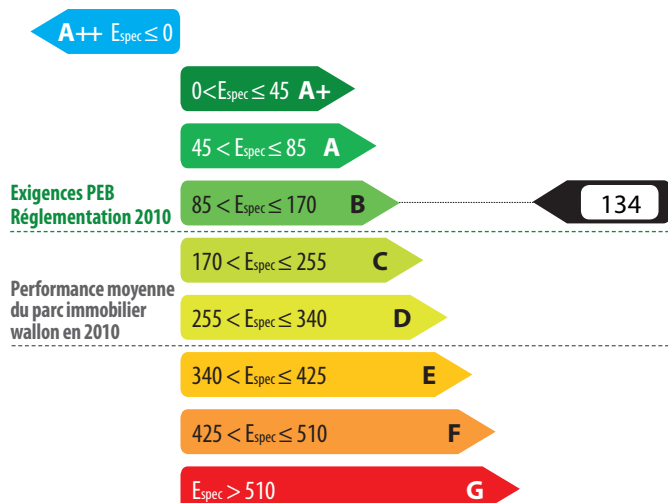 A++ Espec ≤ 0
0<Espec ≤ 45 A+
45 < Espec ≤ 85 A
Exigences PEB
Réglementation 2010
85 < Espec ≤ 170 B
134
170 < Espec ≤ 255 C
Performance moyenne
du parc immobilier
wallon en 2010
255 < Espec ≤ 340 D
340 < Espec ≤ 425 E
425 < Espec ≤ 510 F
Espec > 510 G